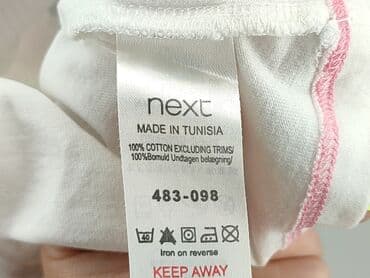 next
MADE IN TUNISIA
100% COTTON EXCLUDING TRIMS/
100%Bomuld Undtagen belægning/
483-098
40
Iron on reverse
KEEP AWAY